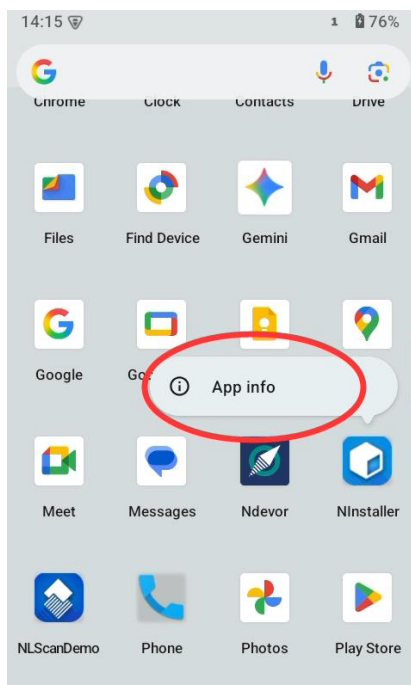 14:15 1 76%
Chrome Clock Contacts Drive
Files Find Device Gemini Gmail
App info
Google
Meet Messages Ndevor NInstaller
NLScanDemo Phone Photos Play Store